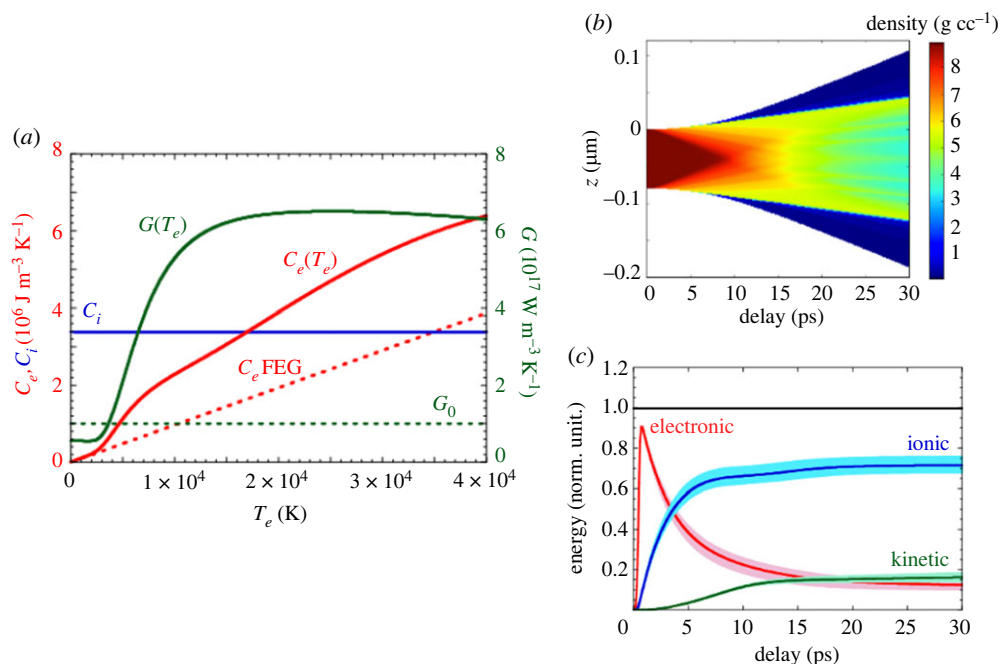 (a)
8
6
4
2
0
C_e, C_i (10^6 J m^–3 K^–1)
G(T_e)
C_e(T_e)
C_i
C_e FEG
G_0
8
6
4
2
0
G (10^17 W m^–3 K^–1)
1 × 10^4
2 × 10^4
3 × 10^4
4 × 10^4
T_e (K)
(b)
density (g cc^–1)
0.1
0
–0.1
–0.2
z (μm)
0
5
10
15
20
25
30
delay (ps)
8
7
6
5
4
3
2
1
(c)
1.2
1.0
0.8
0.6
0.4
0.2
energy (norm. unit.)
electronic
ionic
kinetic
0
5
10
15
20
25
30
delay (ps)